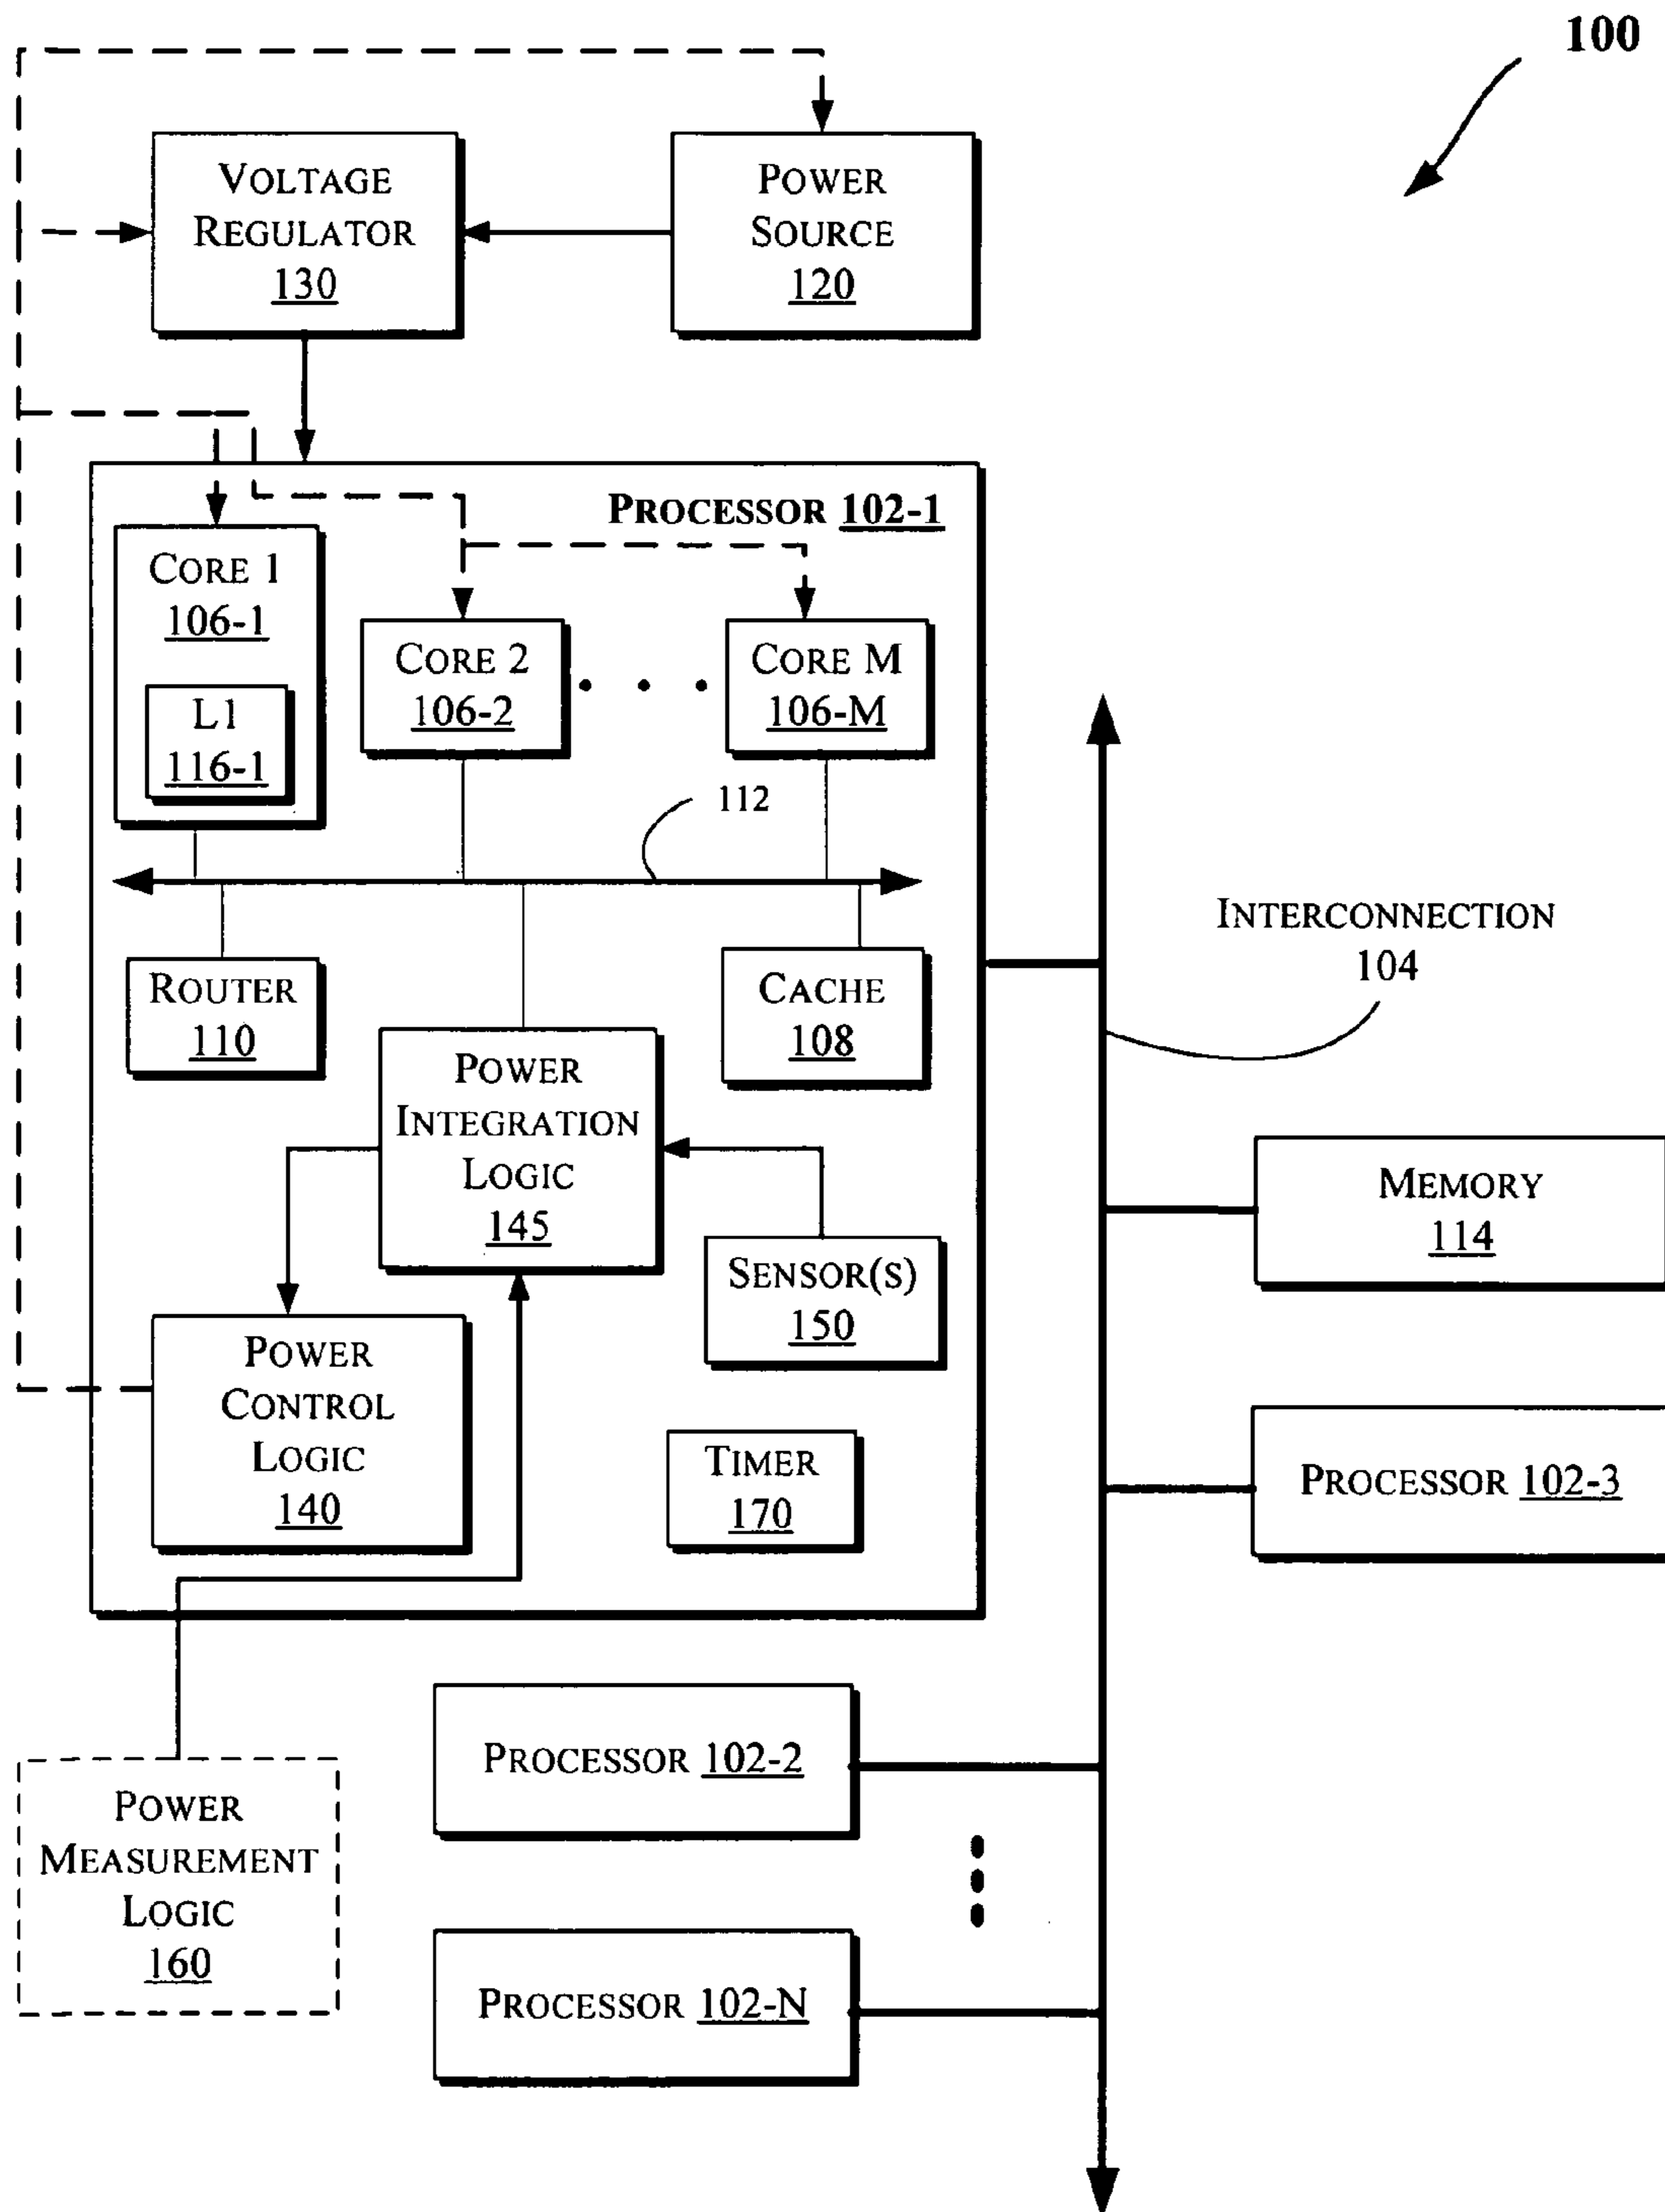 100
VOLTAGE
REGULATOR
130
POWER
SOURCE
120
PROCESSOR 102-1
CORE 1
106-1
L1
116-1
CORE 2
106-2
CORE M
106-M
112
INTERCONNECTION
104
ROUTER
110
CACHE
108
POWER
INTEGRATION
LOGIC
145
SENSOR(S)
150
MEMORY
114
POWER
CONTROL
LOGIC
140
TIMER
170
PROCESSOR 102-3
PROCESSOR 102-2
POWER
MEASUREMENT
LOGIC
160
PROCESSOR 102-N